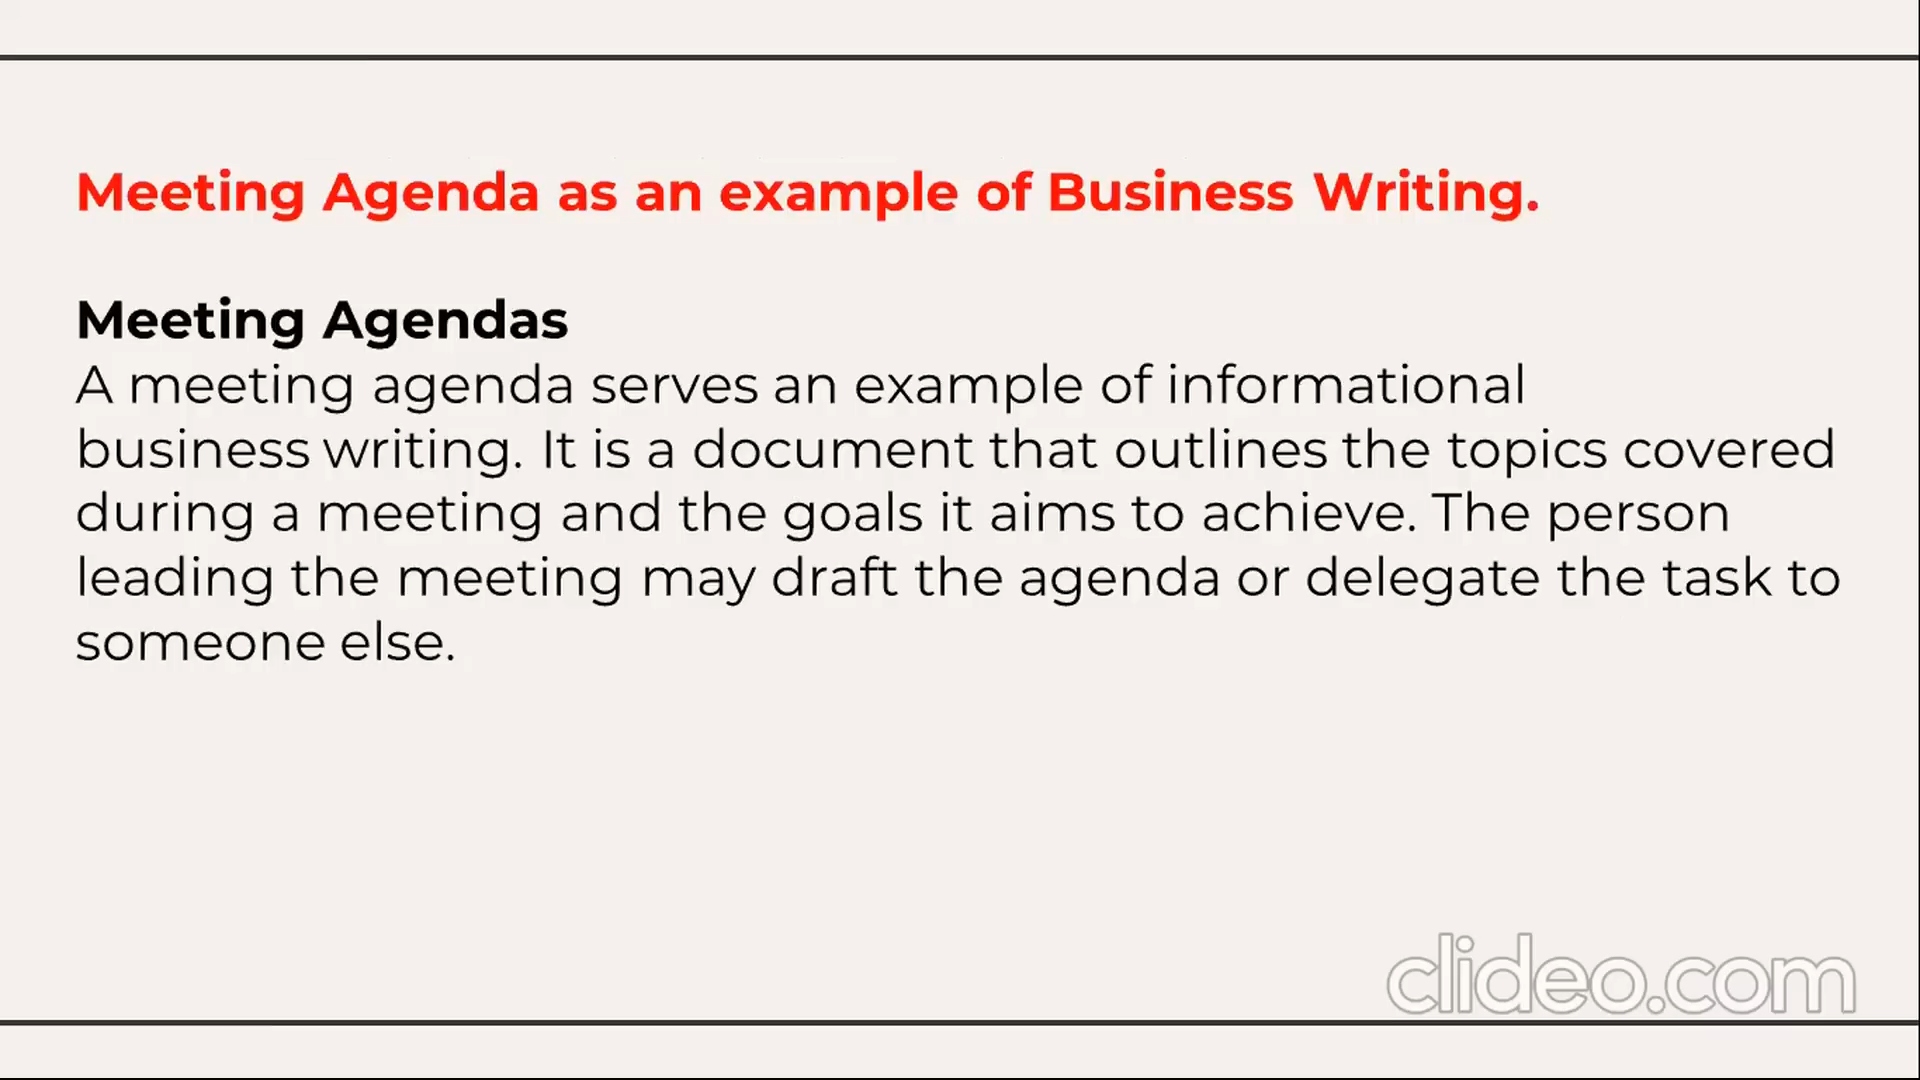 Meeting Agenda as an example of Business Writing.
Meeting Agendas
A meeting agenda serves an example of informational
business writing. It is a document that outlines the topics covered
during a meeting and the goals it aims to achieve. The person
leading the meeting may draft the agenda or delegate the task to
someone else.
clideo.com